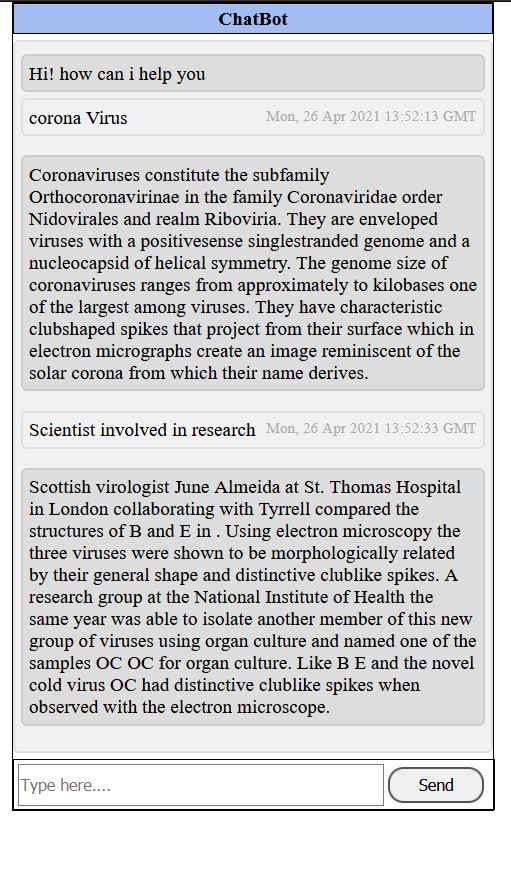 ChatBot
Hi! how can i help you
corona Virus
Mon, 26 Apr 2021 13:52:13 GMT
Coronaviruses constitute the subfamily
Orthocoronavirinae in the family Coronaviridae order
Nidovirales and realm Riboviria. They are enveloped
viruses with a positivesense singlestranded genome and a
nucleocapsid of helical symmetry. The genome size of
coronaviruses ranges from approximately to kilobases one
of the largest among viruses. They have characteristic
clubshaped spikes that project from their surface which in
electron micrographs create an image reminiscent of the
solar corona from which their name derives.
Scientist involved in research
Mon, 26 Apr 2021 13:52:33 GMT
Scottish virologist June Almeida at St. Thomas Hospital
in London collaborating with Tyrrell compared the
structures of B and E in . Using electron microscopy the
three viruses were shown to be morphologically related
by their general shape and distinctive clublike spikes. A
research group at the National Institute of Health the
same year was able to isolate another member of this new
group of viruses using organ culture and named one of the
samples OC OC for organ culture. Like B E and the novel
cold virus OC had distinctive clublike spikes when
observed with the electron microscope.
Type here....
Send